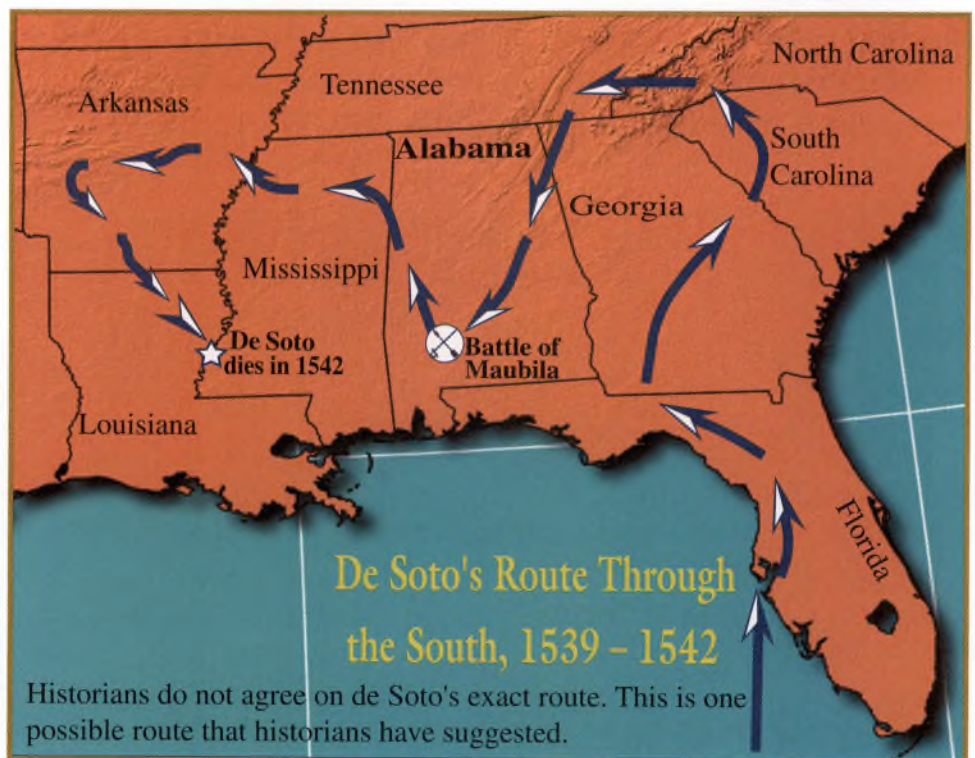 North Carolina
Tennessee
Arkansas
South
Carolina
Alabama
Georgia
Mississippi
De Soto
dies in 1542
Battle of
Maubila
Louisiana
Florida
De Soto's Route Through
the South, 1539 – 1542
Historians do not agree on de Soto's exact route. This is one
possible route that historians have suggested.